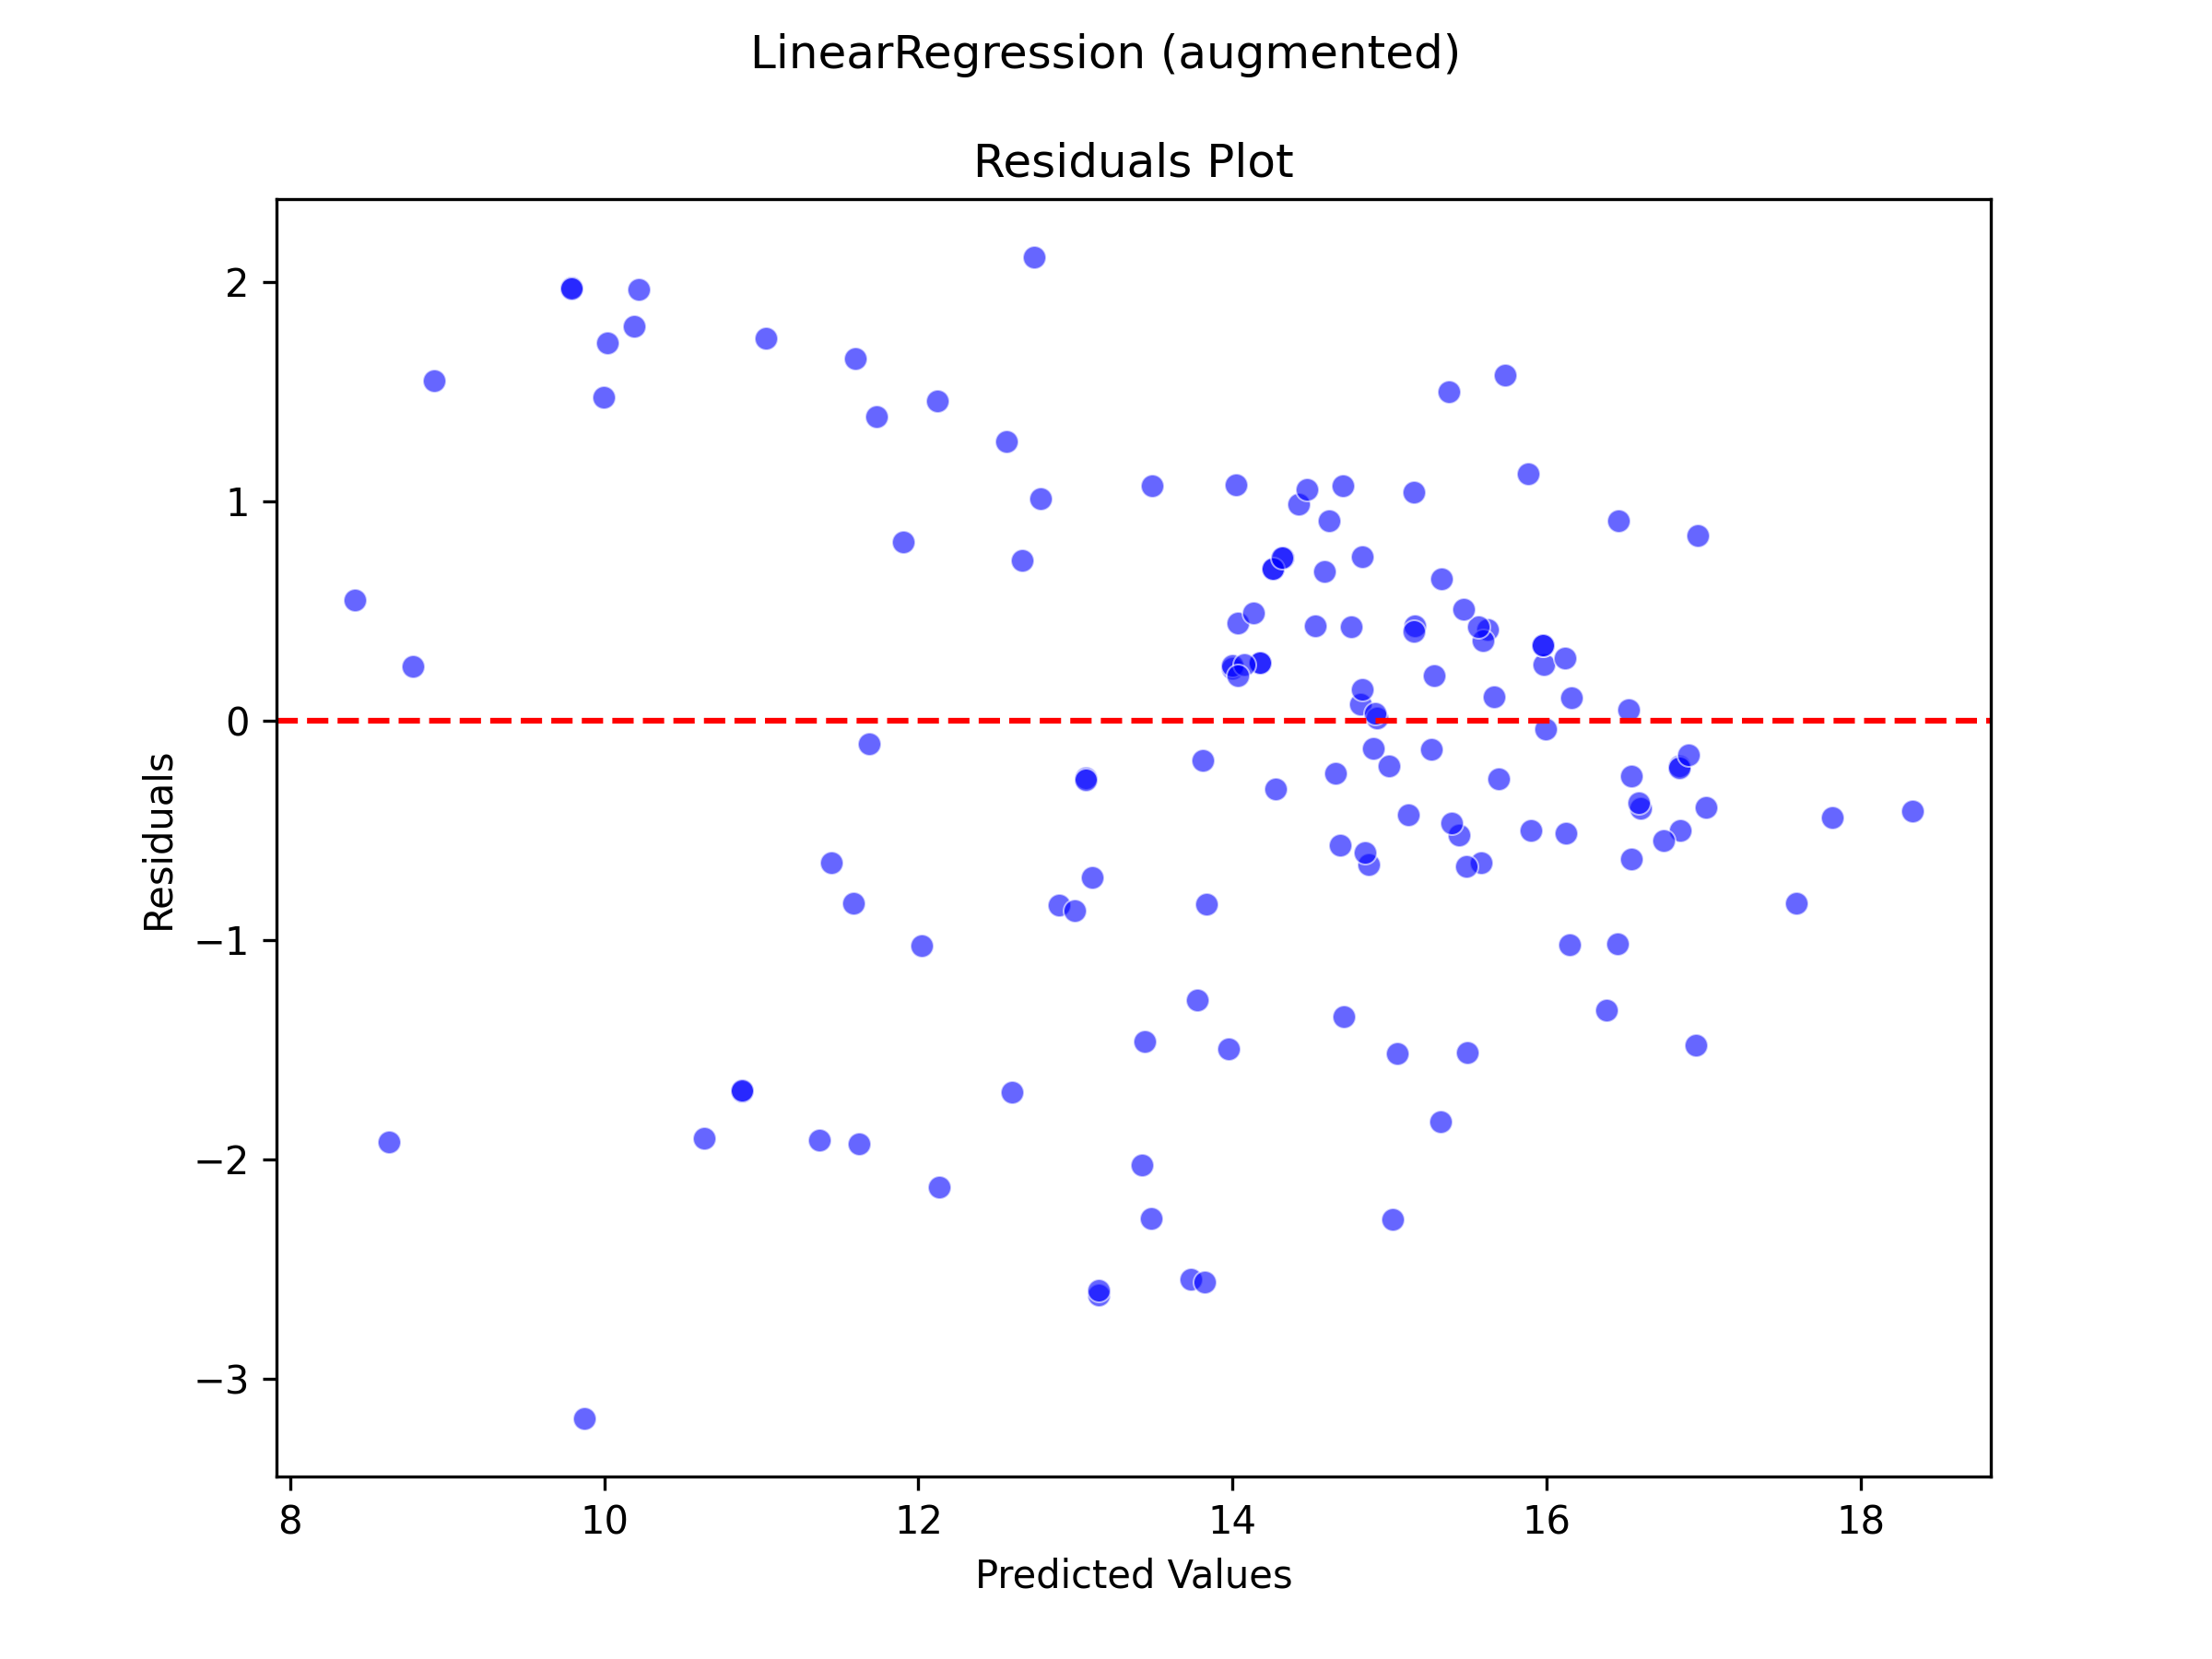 LinearRegression (augmented)
Residuals Plot
2
1
0
−1
−2
−3
Residuals
8 10 12 14 16 18
Predicted Values